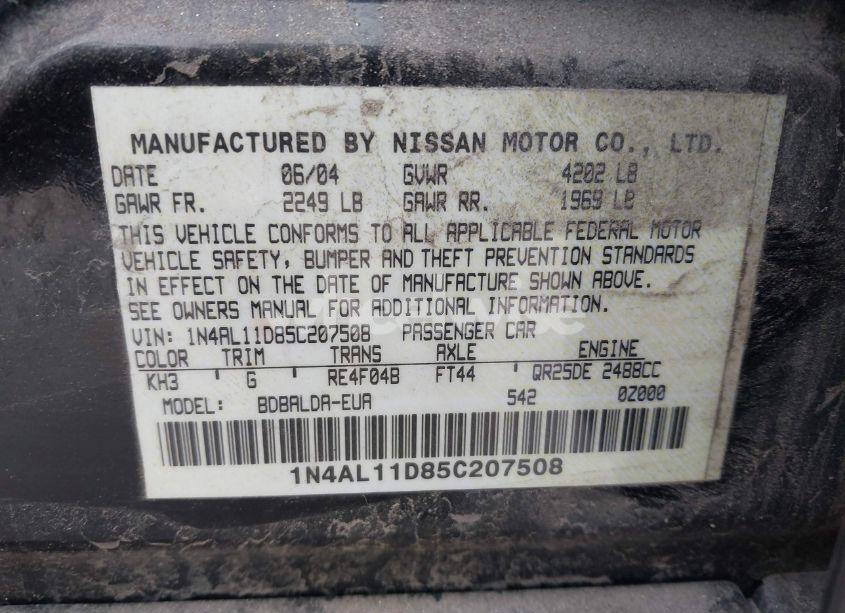 MANUFACTURED BY NISSAN MOTOR CO., LTD.
DATE 06/04 GVWR 4202 LB
GAWR FR. 2249 LB GAWR RR. 1969 LB
THIS VEHICLE CONFORMS TO ALL APPLICABLE FEDERAL MOTOR
VEHICLE SAFETY, BUMPER AND THEFT PREVENTION STANDARDS
IN EFFECT ON THE DATE OF MANUFACTURE SHOWN ABOVE.
SEE OWNERS MANUAL FOR ADDITIONAL INFORMATION.
VIN: 1N4AL11D85C207508 PASSENGER CAR
COLOR TRIM TRANS AXLE ENGINE
KH3 G RE4F04B FT44 QR25DE 2488CC
MODEL: BDBALDA-EUA 542 0Z000
1N4AL11D85C207508